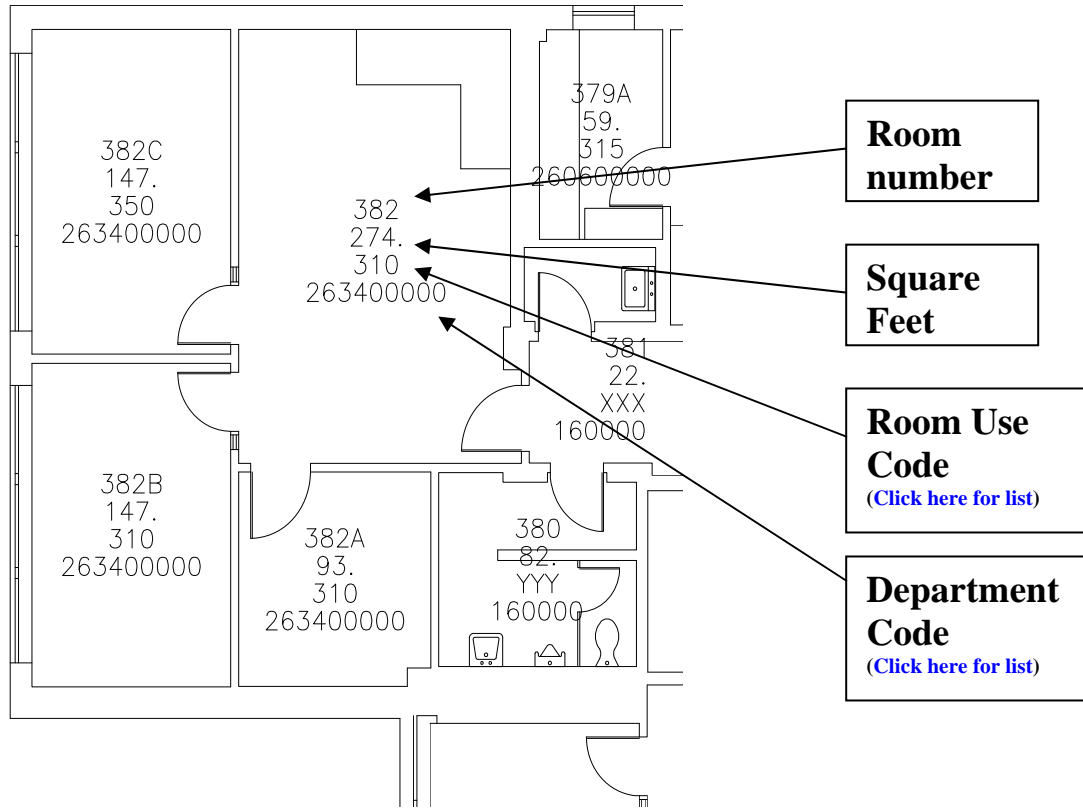 382C
147.
350
263400000
382
274.
310
263400000
379A
59.
315
260600000
381
22.
XXX
160000
382B
147.
310
263400000
382A
93.
310
263400000
380
82.
YYY
160000
Room
number
Square
Feet
Room Use
Code
(Click here for list)
Department
Code
(Click here for list)